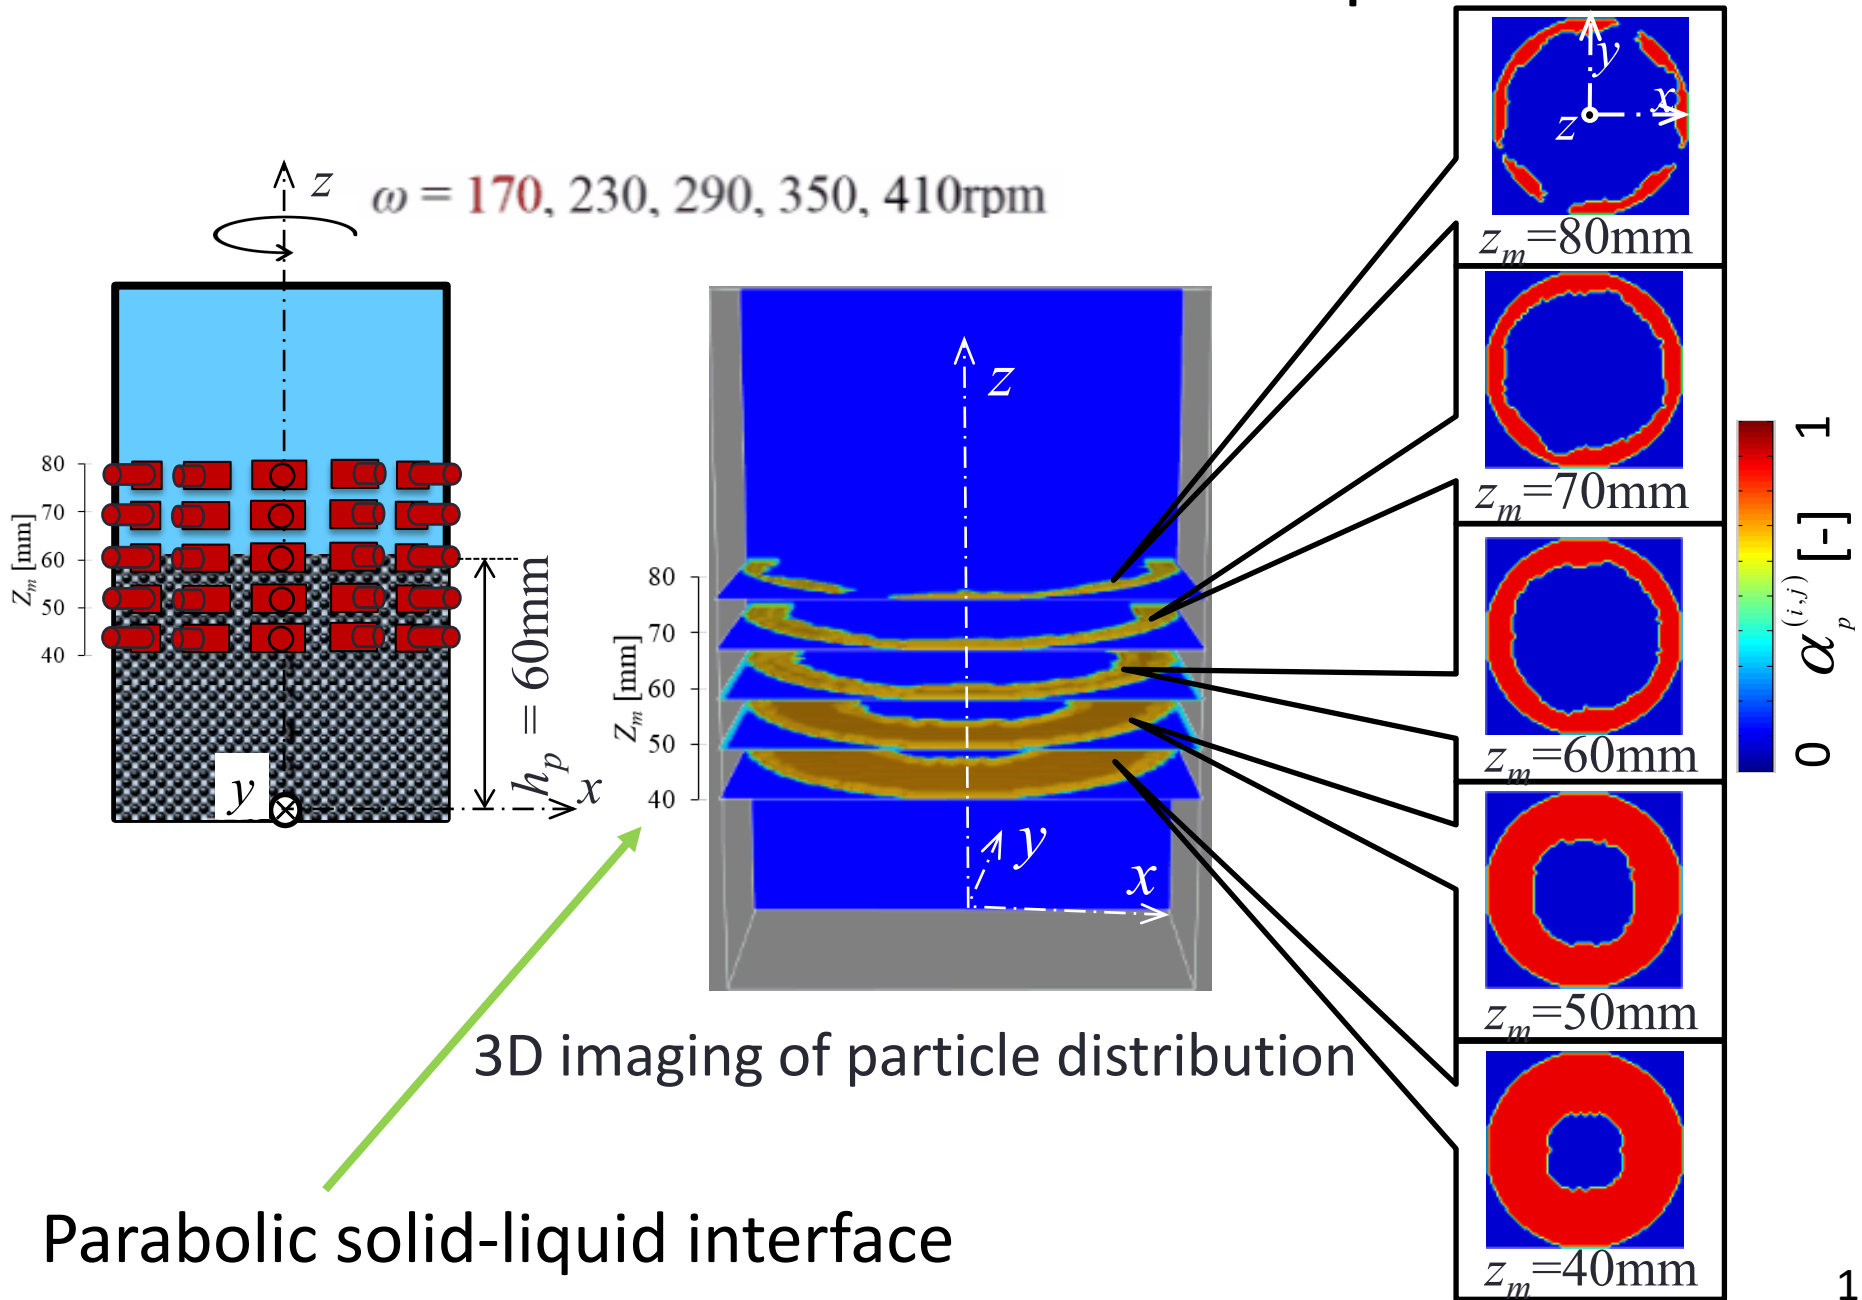 z
ω = 170, 230, 290, 350, 410rpm
80
70
60
50
40
Z_m [mm]
h_p = 60mm
y
x
z
80
70
60
50
40
Z_m [mm]
y
x
3D imaging of particle distribution
Parabolic solid-liquid interface
y
x
z
z_m=80mm
z_m=70mm
z_m=60mm
z_m=50mm
z_m=40mm
0 α_p^(i,j) [-] 1
1